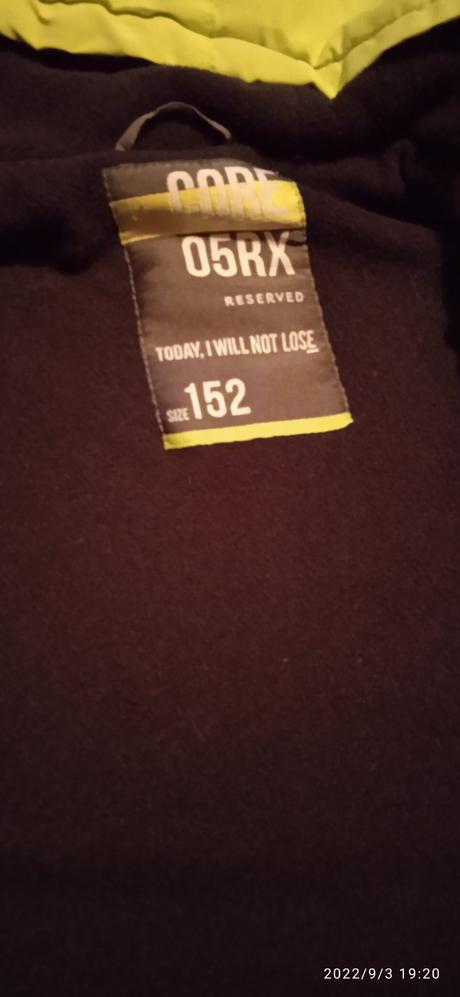 CORE
05RX
RESERVED
TODAY, I WILL NOT LOSE
SIZE 152
2022/9/3 19:20